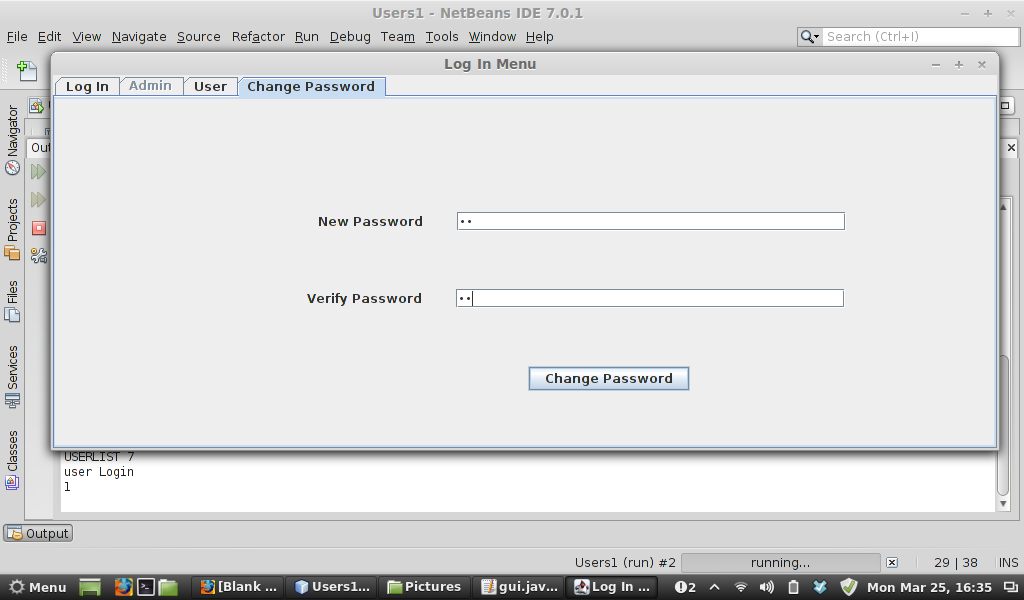 Users1 - NetBeans IDE 7.0.1
File Edit View Navigate Source Refactor Run Debug Team Tools Window Help
Search (Ctrl+I)
Log In Menu
Log In Admin User Change Password
Navigator
Projects
Files
Services
Classes
New Password
Verify Password
Change Password
USERLIST 7
user Login
1
Output
Users1 (run) #2 running... 29 | 38 INS
Menu [Blank ... Users1... Pictures gui.jav... Log In ... 2 Mon Mar 25, 16:35